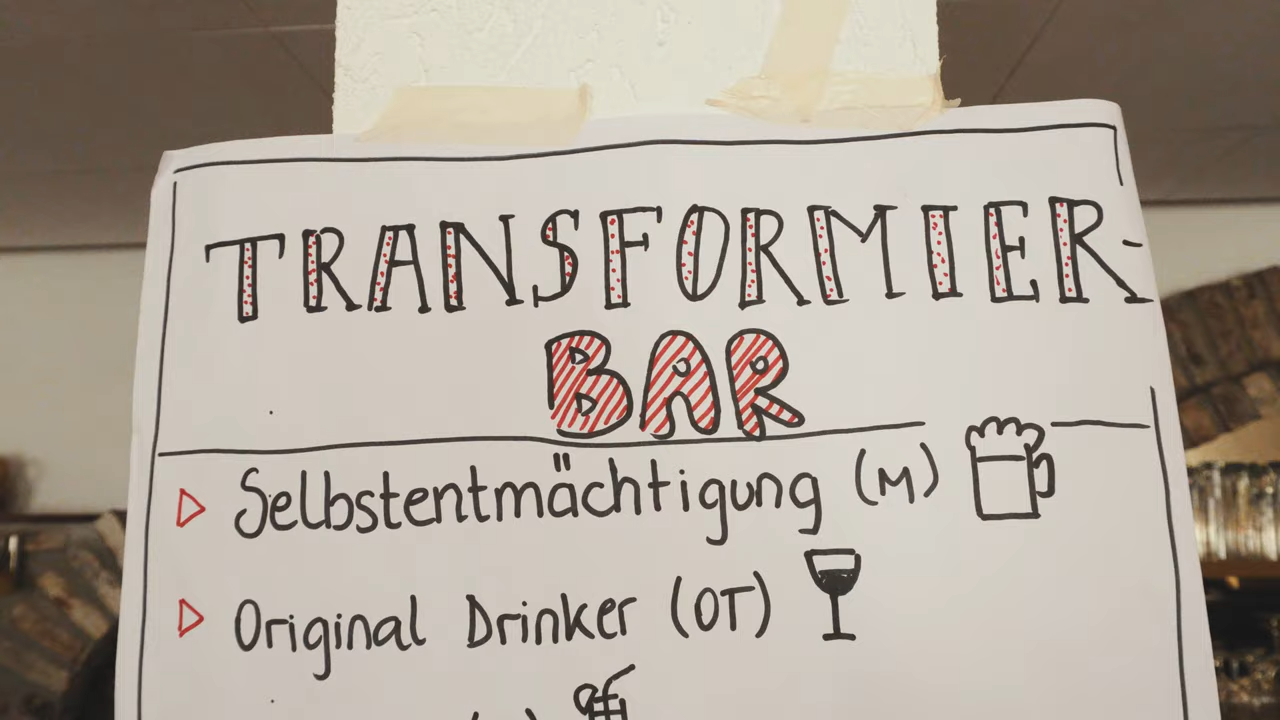 TRANSFORMIER-
BAR
Selbstentmächtigung (M)
Original Drinker (OT)